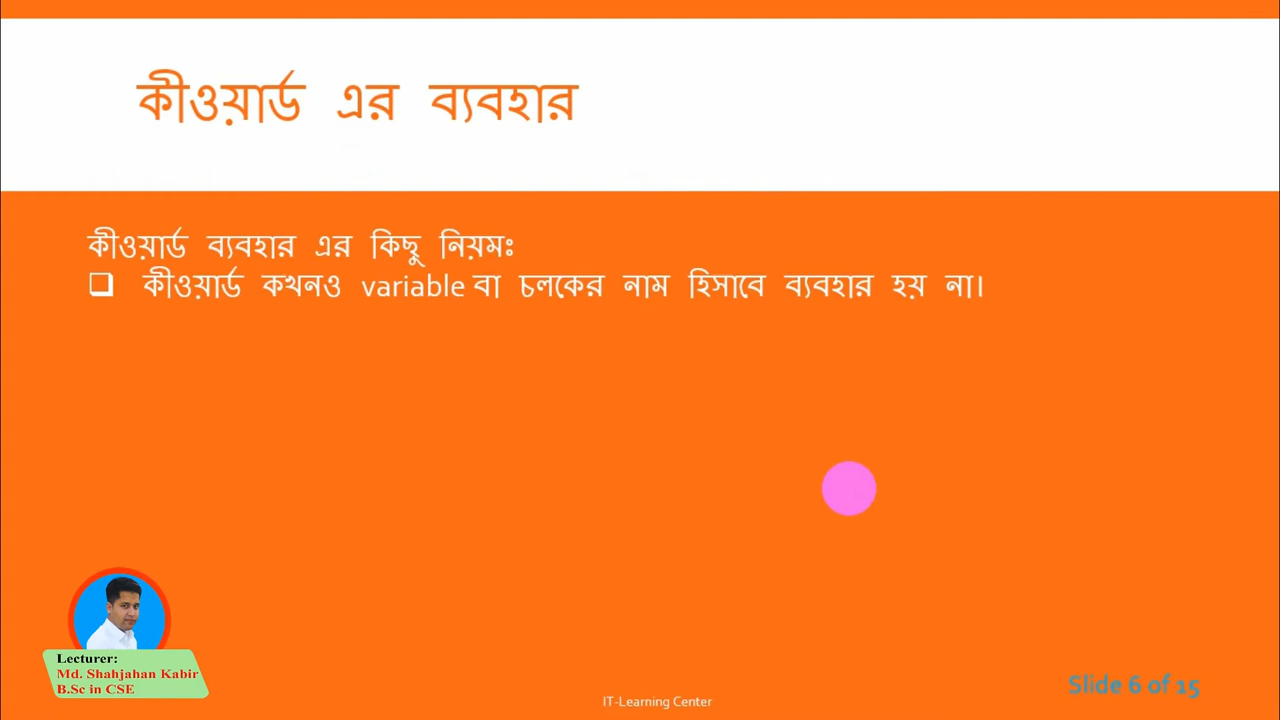 কীওয়ার্ড এর ব্যবহার
কীওয়ার্ড ব্যবহার এর কিছু নিয়মঃ
❑ কীওয়ার্ড কখনও variable বা চলকের নাম হিসাবে ব্যবহার হয় না।
Lecturer:
Md. Shahjahan Kabir
B.Sc in CSE
IT-Learning Center
Slide 6 of 15